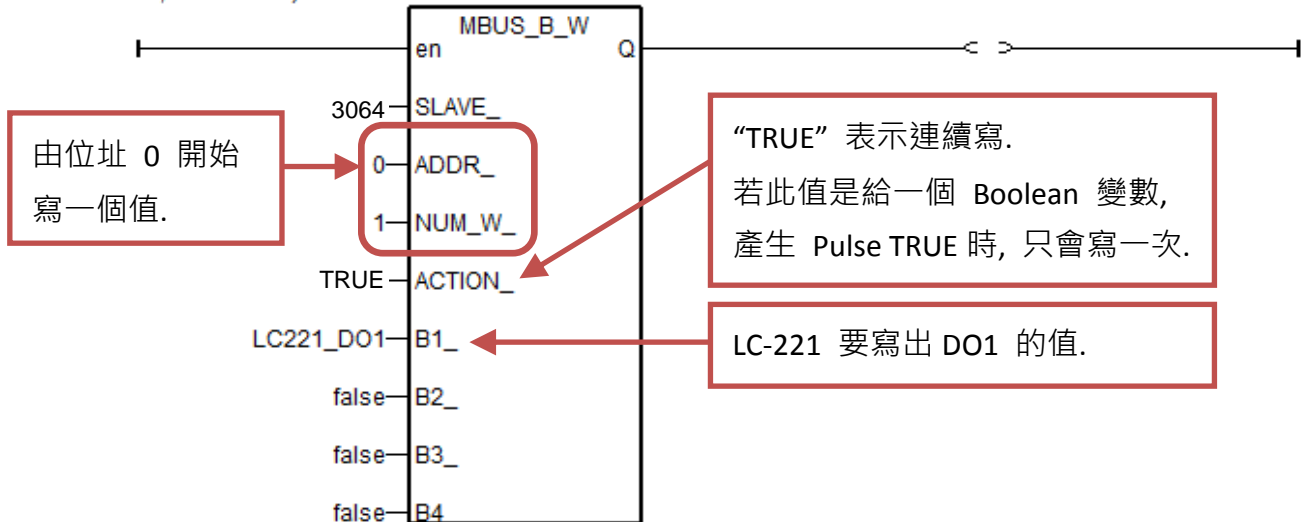 MBUS_B_W
en Q
3064 SLAVE_
0 ADDR_
1 NUM_W_
TRUE ACTION_
LC221_DO1 B1_
false B2_
false B3_
false B4
由位址 0 開始
寫一個值.
“TRUE” 表示連續寫.
若此值是給一個 Boolean 變數,
產生 Pulse TRUE 時, 只會寫一次.
LC-221 要寫出 DO1 的值.